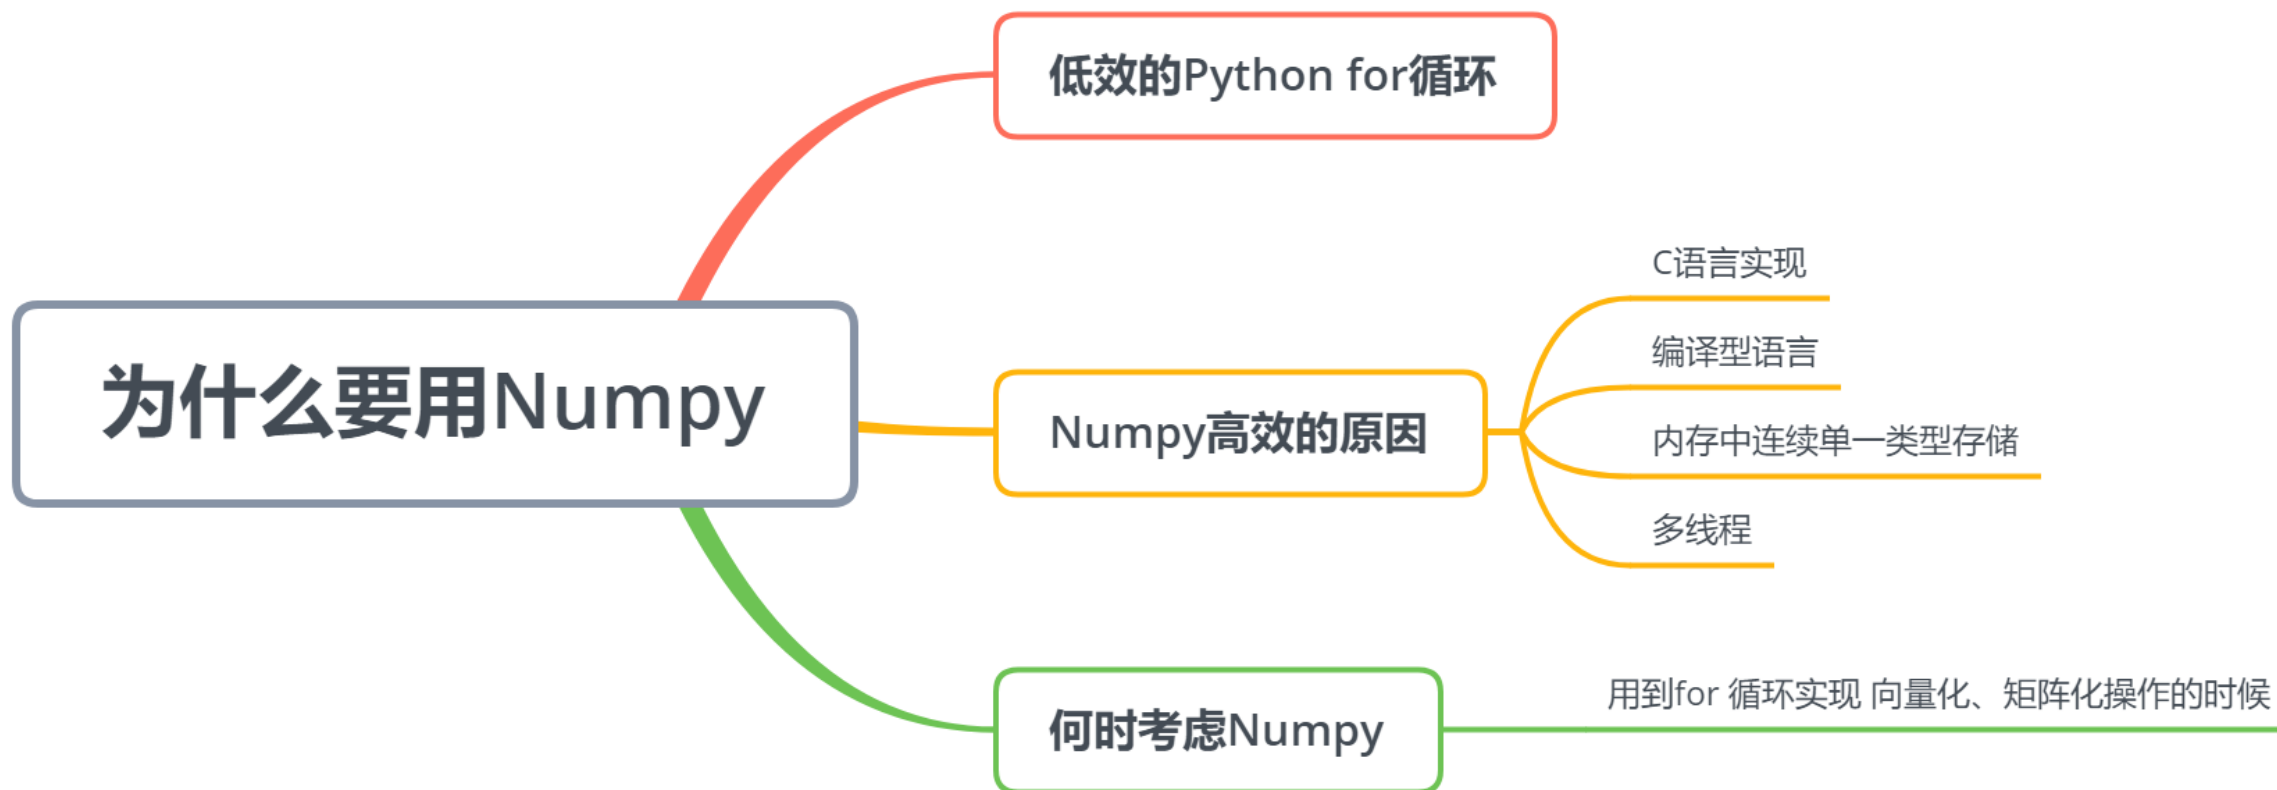 为什么要用Numpy
低效的Python for循环
Numpy高效的原因
C语言实现
编译型语言
内存中连续单一类型存储
多线程
何时考虑Numpy
用到for 循环实现 向量化、矩阵化操作的时候